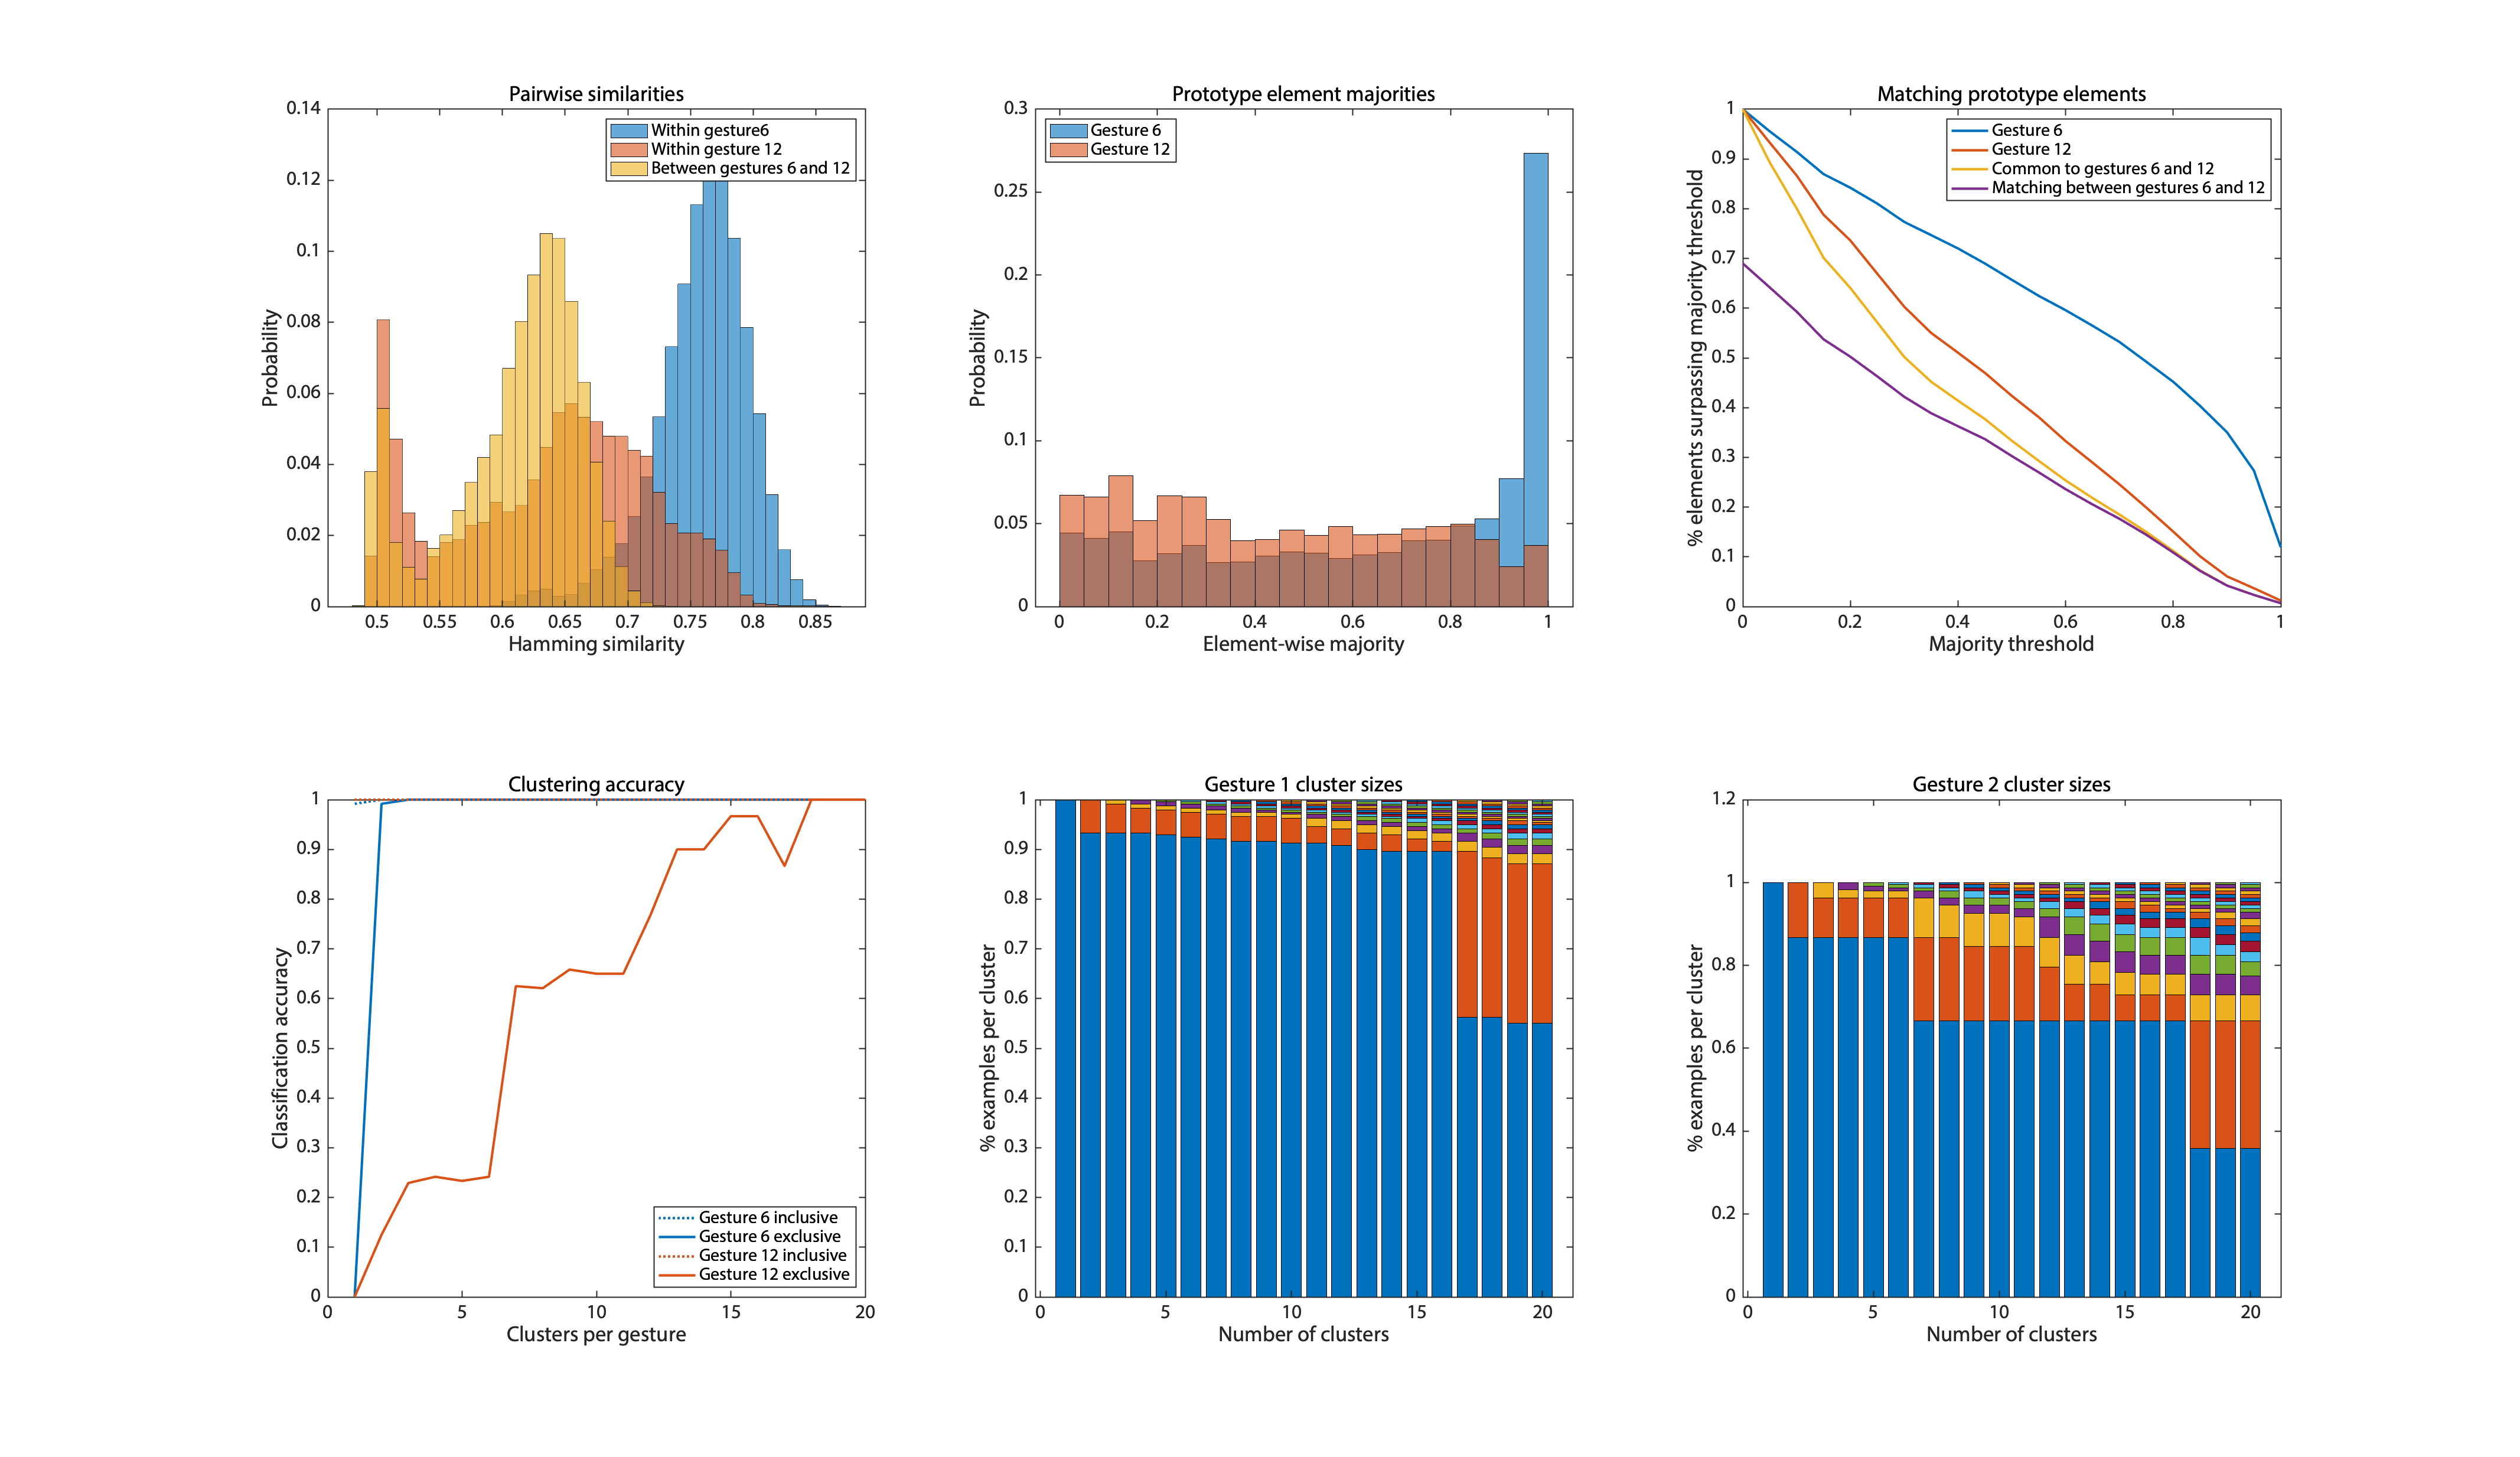 Pairwise similarities
0.14
0.12
0.1
0.08
0.06
0.04
0.02
0
Probability
Within gesture6
Within gesture 12
Between gestures 6 and 12
0.5 0.55 0.6 0.65 0.7 0.75 0.8 0.85
Hamming similarity
Prototype element majorities
0.3
0.25
0.2
0.15
0.1
0.05
0
Probability
Gesture 6
Gesture 12
0 0.2 0.4 0.6 0.8 1
Element-wise majority
Matching prototype elements
1
0.9
0.8
0.7
0.6
0.5
0.4
0.3
0.2
0.1
0
% elements surpassing majority threshold
Gesture 6
Gesture 12
Common to gestures 6 and 12
Matching between gestures 6 and 12
0 0.2 0.4 0.6 0.8 1
Majority threshold
Clustering accuracy
1
0.9
0.8
0.7
0.6
0.5
0.4
0.3
0.2
0.1
0
Classification accuracy
Gesture 6 inclusive
Gesture 6 exclusive
Gesture 12 inclusive
Gesture 12 exclusive
0 5 10 15 20
Clusters per gesture
Gesture 1 cluster sizes
1
0.9
0.8
0.7
0.6
0.5
0.4
0.3
0.2
0.1
0
% examples per cluster
0 5 10 15 20
Number of clusters
Gesture 2 cluster sizes
1.2
1
0.8
0.6
0.4
0.2
0
% examples per cluster
0 5 10 15 20
Number of clusters